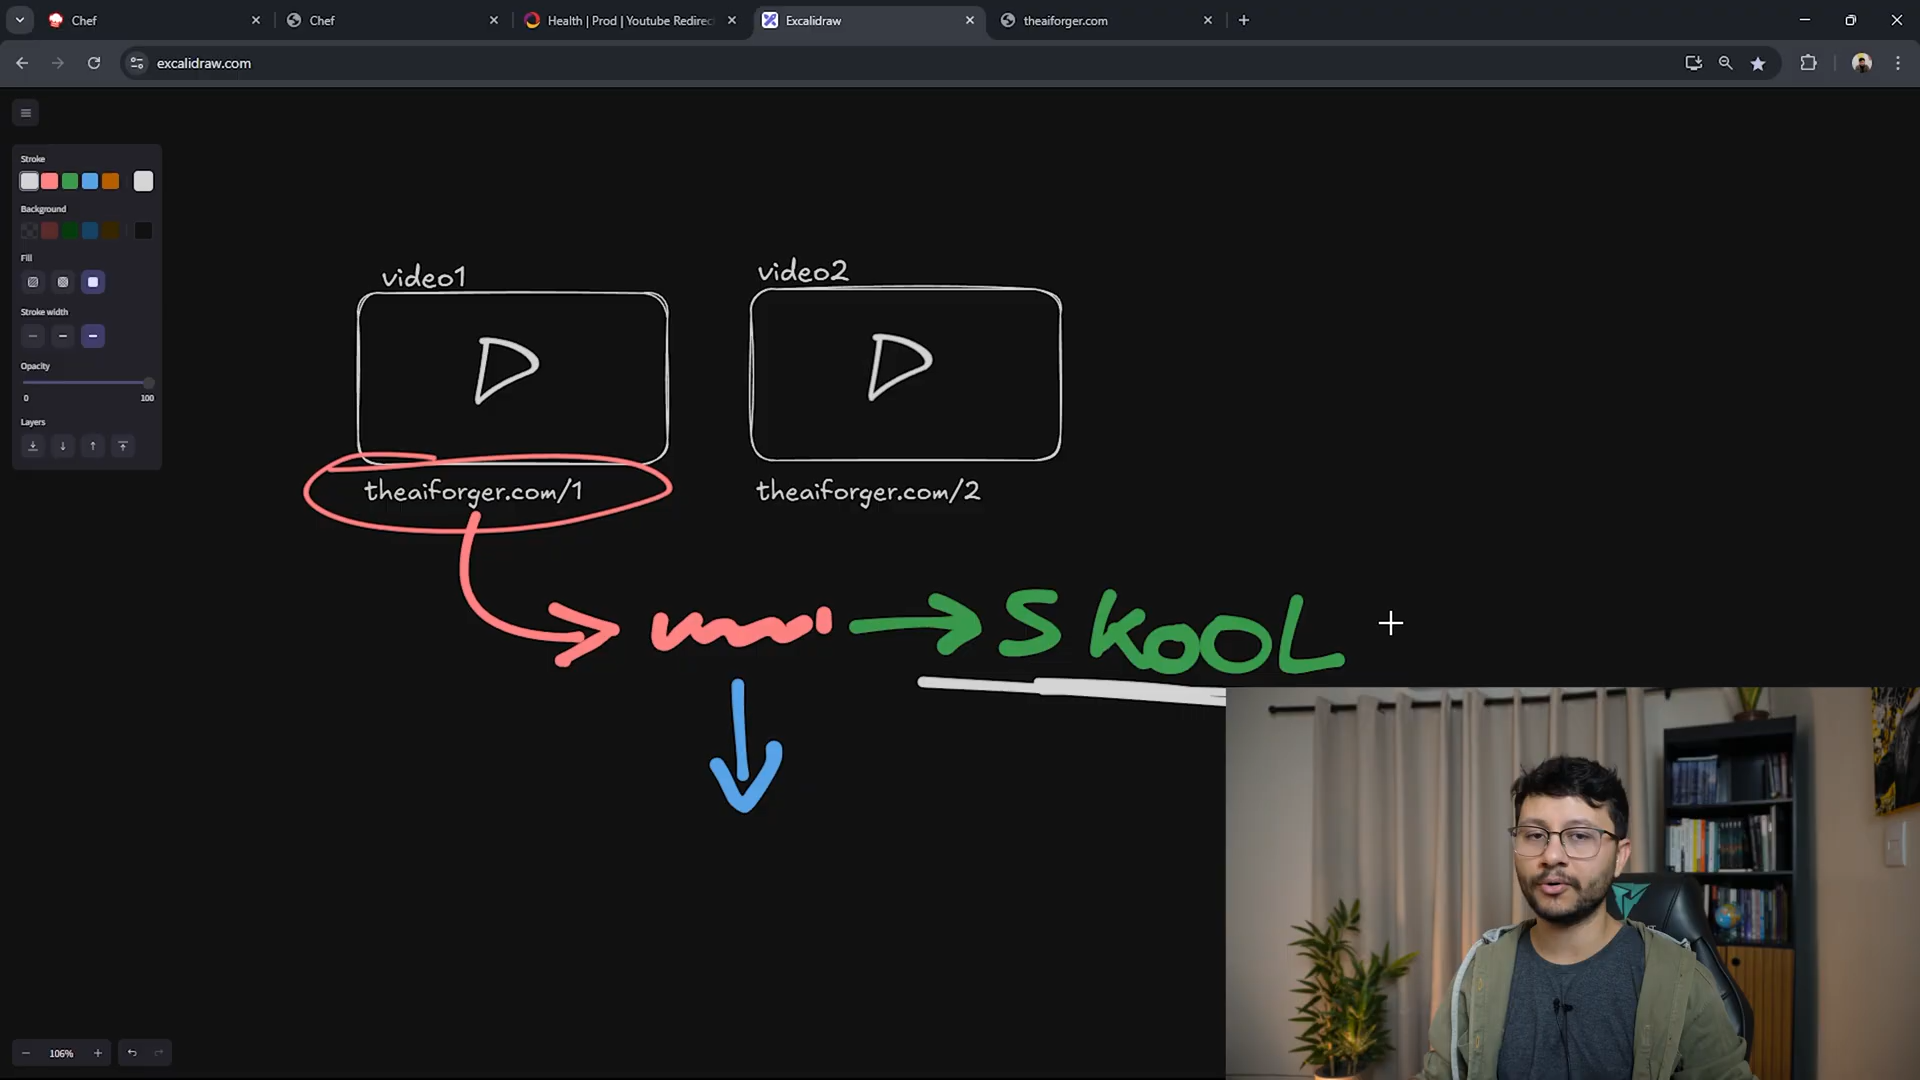 Chef
Chef
Health | Prod | Youtube Redirec
Excalidraw
theaiforger.com
excalidraw.com
Stroke
Background
Fill
Stroke width
Opacity
0
100
Layers
video1
video2
theaiforger.com/1
theaiforger.com/2
SKOOL
106%